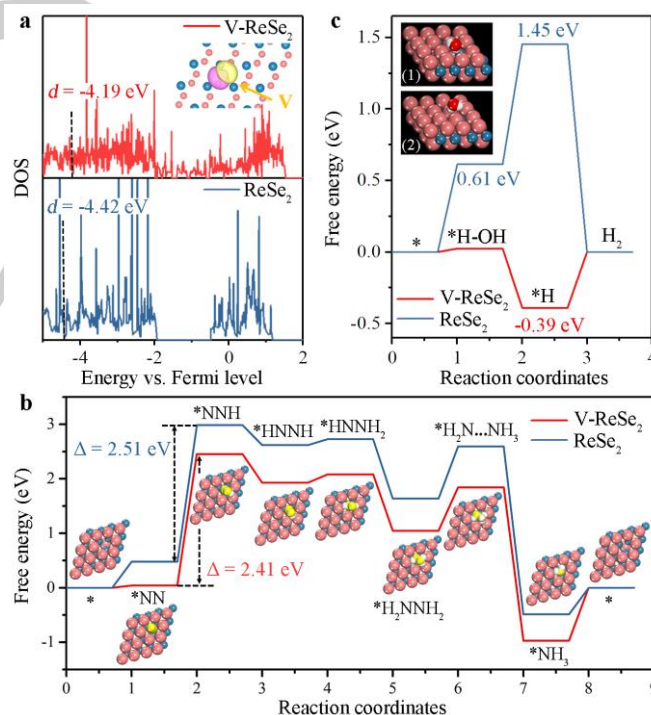 a
V-ReSe₂
d = -4.19 eV
V
ReSe₂
d = -4.42 eV
DOS
-4 -2 0 2
Energy vs. Fermi level
c
1.45 eV
1.5
1.0
0.5
0.0
-0.5
Free energy (eV)
(1)
(2)
0.61 eV
*
*H-OH
*H
H₂
V-ReSe₂
ReSe₂
-0.39 eV
0 1 2 3 4
Reaction coordinates
b
3
2
1
0
-1
Free energy (eV)
*NNH
*HNNH
*HNNH₂
*H₂N...NH₃
V-ReSe₂
ReSe₂
Δ = 2.51 eV
Δ = 2.41 eV
*
*NN
*H₂NNH₂
*NH₃
*
0 1 2 3 4 5 6 7 8 9
Reaction coordinates